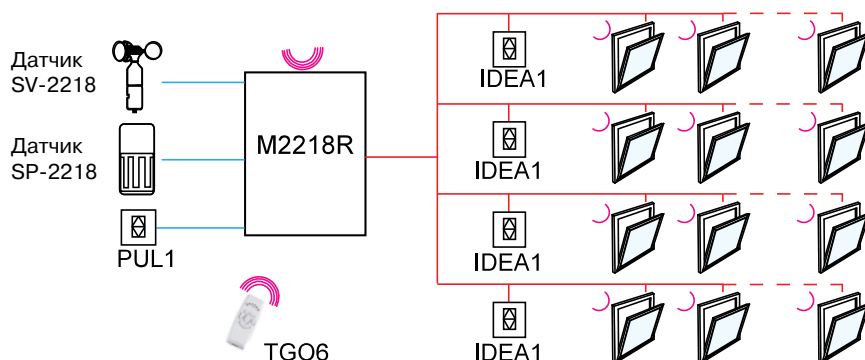 Датчик
SV-2218
Датчик
SP-2218
PUL1
M2218R
TGO6
IDEA1
IDEA1
IDEA1
IDEA1